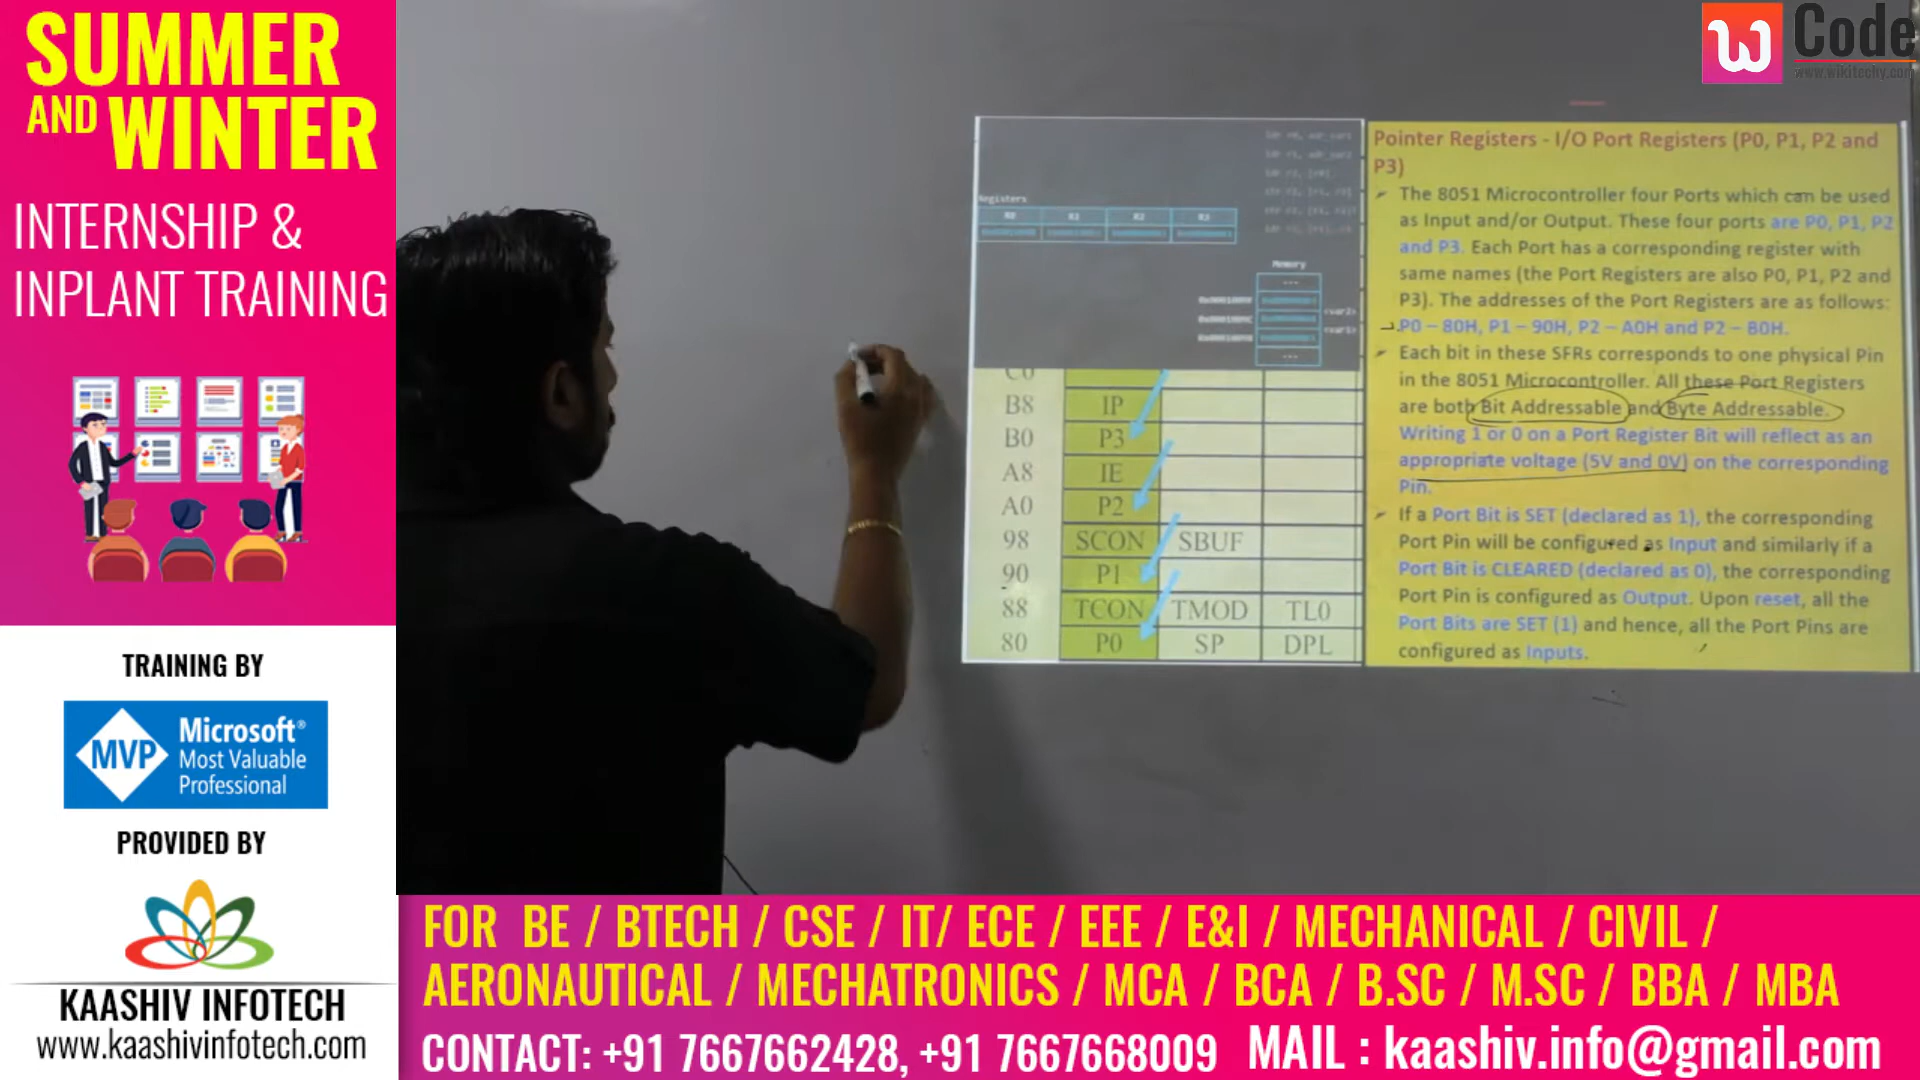 SUMMER
AND WINTER
INTERNSHIP &
INPLANT TRAINING
TRAINING BY
MVP
Microsoft®
Most Valuable
Professional
PROVIDED BY
KAASHIV INFOTECH
www.kaashivinfotech.com
W Code
www.wikitechy.com
Registers
R0 R1 R2 R3
Memory
---
<var2>
<var1>
---
C0
B8 IP
B0 P3
A8 IE
A0 P2
98 SCON SBUF
90 P1
88 TCON TMOD TL0
80 P0 SP DPL
Pointer Registers - I/O Port Registers (P0, P1, P2 and
P3)
The 8051 Microcontroller four Ports which can be used
as Input and/or Output. These four ports are P0, P1, P2
and P3. Each Port has a corresponding register with
same names (the Port Registers are also P0, P1, P2 and
P3). The addresses of the Port Registers are as follows:
P0 – 80H, P1 – 90H, P2 – A0H and P2 – B0H.
Each bit in these SFRs corresponds to one physical Pin
in the 8051 Microcontroller. All these Port Registers
are both Bit Addressable and Byte Addressable.
Writing 1 or 0 on a Port Register Bit will reflect as an
appropriate voltage (5V and 0V) on the corresponding
Pin.
If a Port Bit is SET (declared as 1), the corresponding
Port Pin will be configured as Input and similarly if a
Port Bit is CLEARED (declared as 0), the corresponding
Port Pin is configured as Output. Upon reset, all the
Port Bits are SET (1) and hence, all the Port Pins are
configured as Inputs.
FOR BE / BTECH / CSE / IT/ ECE / EEE / E&I / MECHANICAL / CIVIL /
AERONAUTICAL / MECHATRONICS / MCA / BCA / B.SC / M.SC / BBA / MBA
CONTACT: +91 7667662428, +91 7667668009 MAIL : kaashiv.info@gmail.com